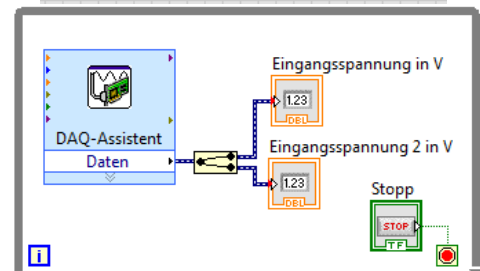 Eingangsspannung in V
1.23
DBL
DAQ-Assistent
Daten
Eingangsspannung 2 in V
1.23
DBL
Stopp
STOP
TF
i